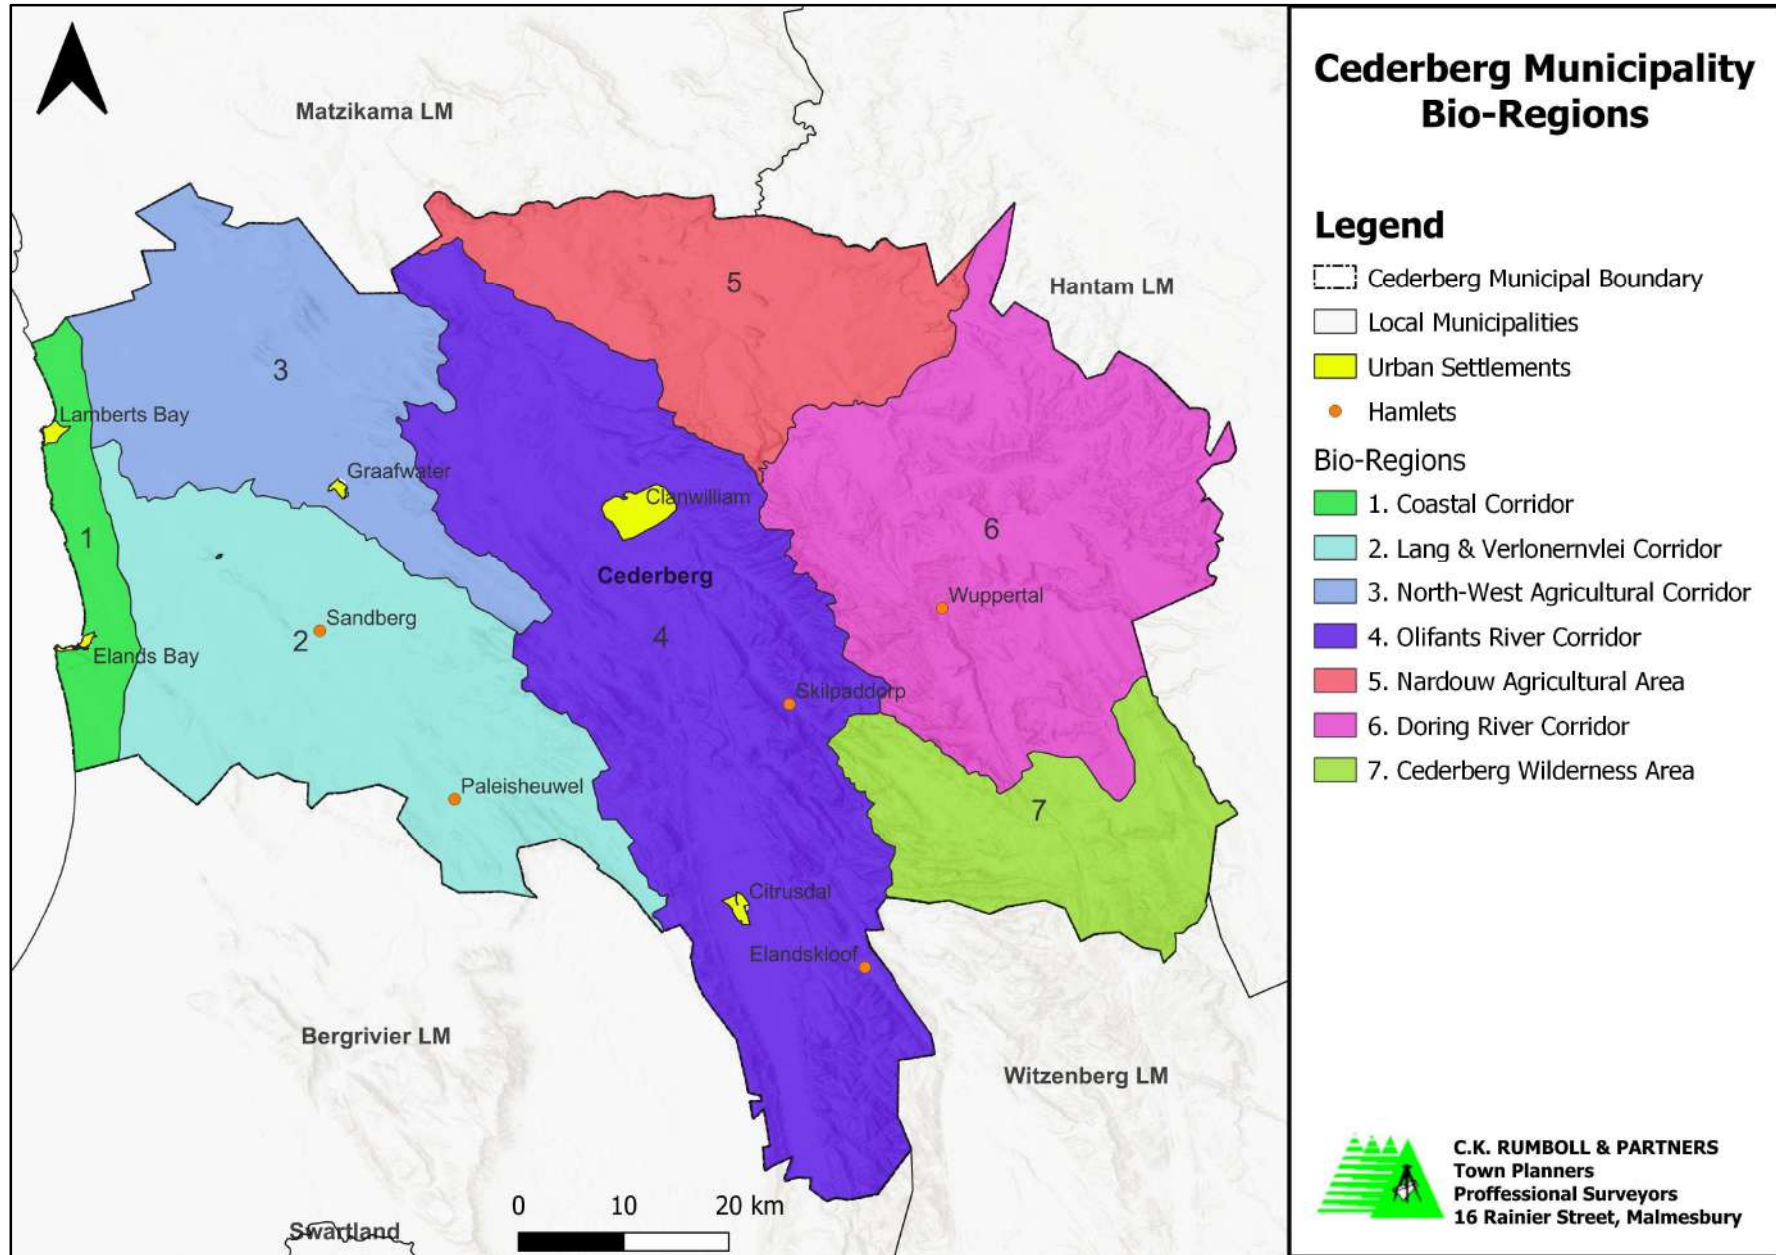 Cederberg Municipality
Bio-Regions
Legend
Cederberg Municipal Boundary
Local Municipalities
Urban Settlements
Hamlets
Bio-Regions
1. Coastal Corridor
2. Lang & Verlonernvlei Corridor
3. North-West Agricultural Corridor
4. Olifants River Corridor
5. Nardouw Agricultural Area
6. Doring River Corridor
7. Cederberg Wilderness Area
C.K. RUMBOLL & PARTNERS
Town Planners
Proffessional Surveyors
16 Rainier Street, Malmesbury
Matzikama LM
Hantam LM
5
3
Lamberts Bay
Graafwater
Clanwilliam
1
6
Cederberg
Wuppertal
Sandberg
2
4
Elands Bay
Skilpaddorp
Paleisheuwel
7
Citrusdal
Elandskloof
Bergrivier LM
Witzenberg LM
Swartland
0 10 20 km